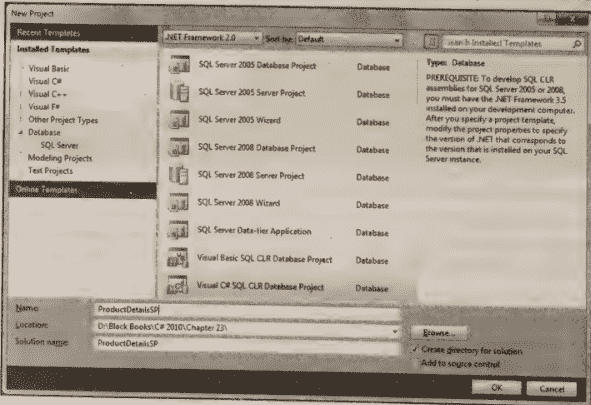 New Project
Recent Templates
Installed Templates
Visual Basic
Visual C#
Visual C++
Visual F#
Other Project Types
Database
SQL Server
Modeling Projects
Test Projects
Online Templates
.NET Framework 2.0
Sort by: Default
Search Installed Templates
SQL Server 2005 Database Project Database
SQL Server 2005 Server Project Database
SQL Server 2005 Wizard Database
SQL Server 2008 Database Project Database
SQL Server 2008 Server Project Database
SQL Server 2008 Wizard Database
SQL Server Data-tier Application Database
Visual Basic SQL CLR Database Project Database
Visual C# SQL CLR Database Project Database
Type: Database
PREREQUISITE: To develop SQL CLR
assemblies for SQL Server 2005 or 2008,
you must have the .NET Framework 3.5
installed on your development computer.
After you specify a project template,
modify the project properties to specify
the version of .NET that corresponds to
the version that is installed on your SQL
Server instance.
Name: ProductDetailsSP
Location: D:\Black Books\C# 2010\Chapter 23\
Browse...
Solution name: ProductDetailsSP
Create directory for solution
Add to source control
OK Cancel